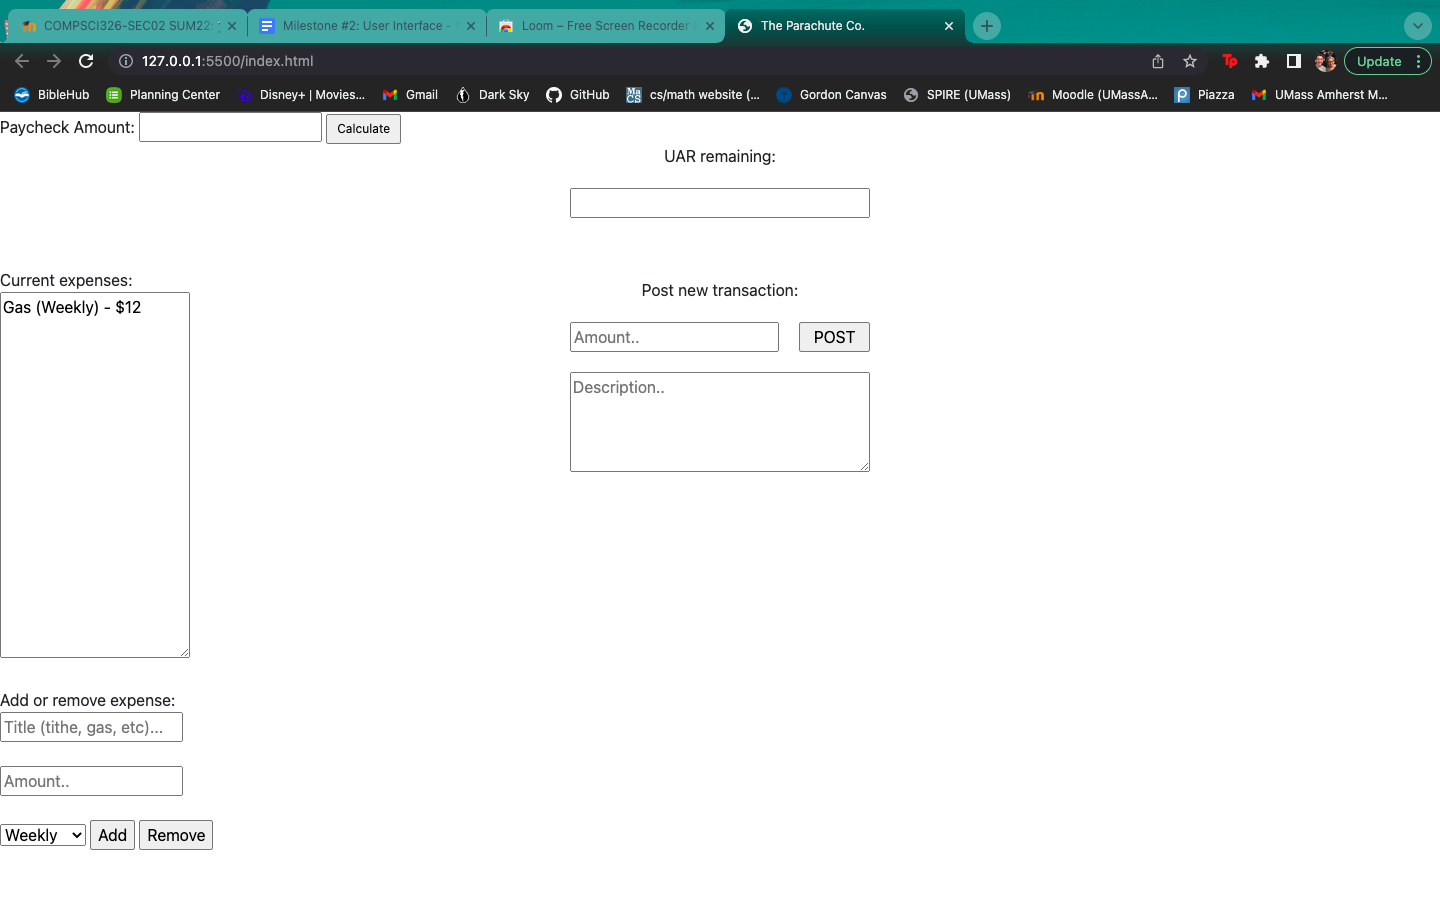 COMPSCI326-SEC02 SUM22:
Milestone #2: User Interface -
Loom – Free Screen Recorder
The Parachute Co.
127.0.0.1:5500/index.html
Tp
Update
BibleHub
Planning Center
Disney+ | Movies...
Gmail
Dark Sky
GitHub
cs/math website (...
Gordon Canvas
SPIRE (UMass)
Moodle (UMassA...
Piazza
UMass Amherst M...
Paycheck Amount:
Calculate
UAR remaining:
Current expenses:
Gas (Weekly) - $12
Post new transaction:
Amount..
POST
Description..
Add or remove expense:
Title (tithe, gas, etc)...
Amount..
Weekly
Add
Remove